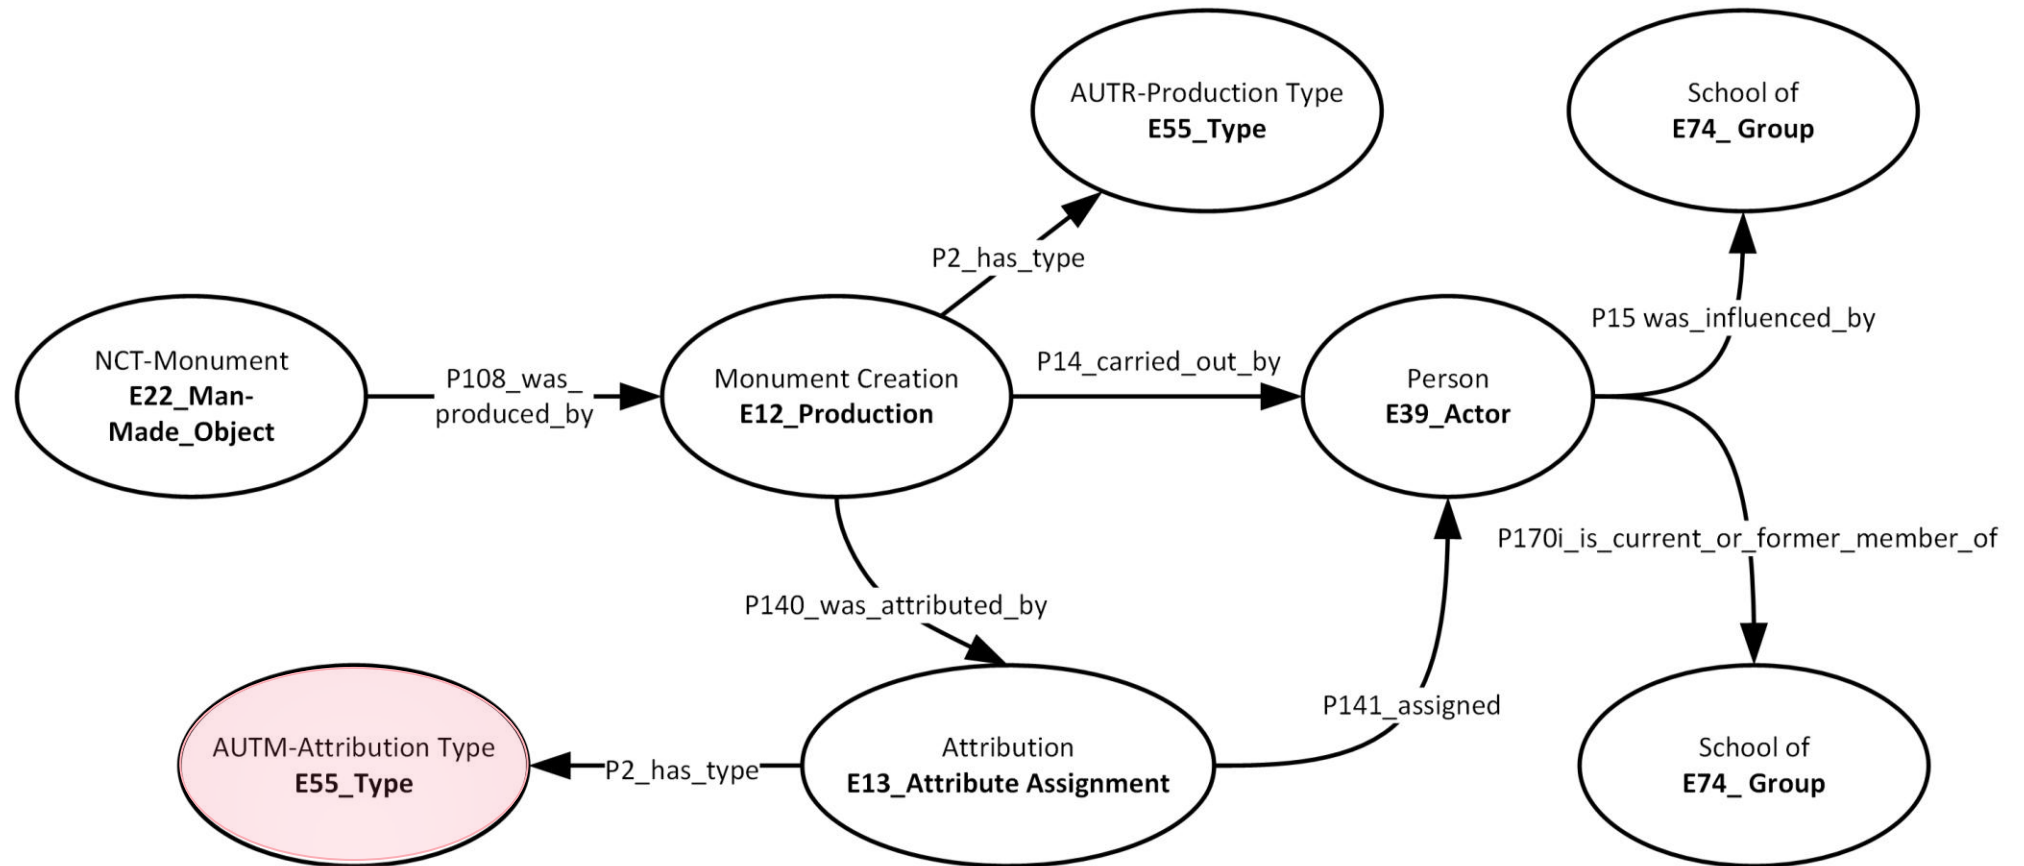 AUTR-Production Type
E55_Type
School of
E74_ Group
P2_has_type
P15 was_influenced_by
NCT-Monument
E22_Man-
Made_Object
P108_was_
produced_by
Monument Creation
E12_Production
P14_carried_out_by
Person
E39_Actor
P170i_is_current_or_former_member_of
P140_was_attributed_by
P141_assigned
AUTM-Attribution Type
E55_Type
P2_has_type
Attribution
E13_Attribute Assignment
School of
E74_ Group